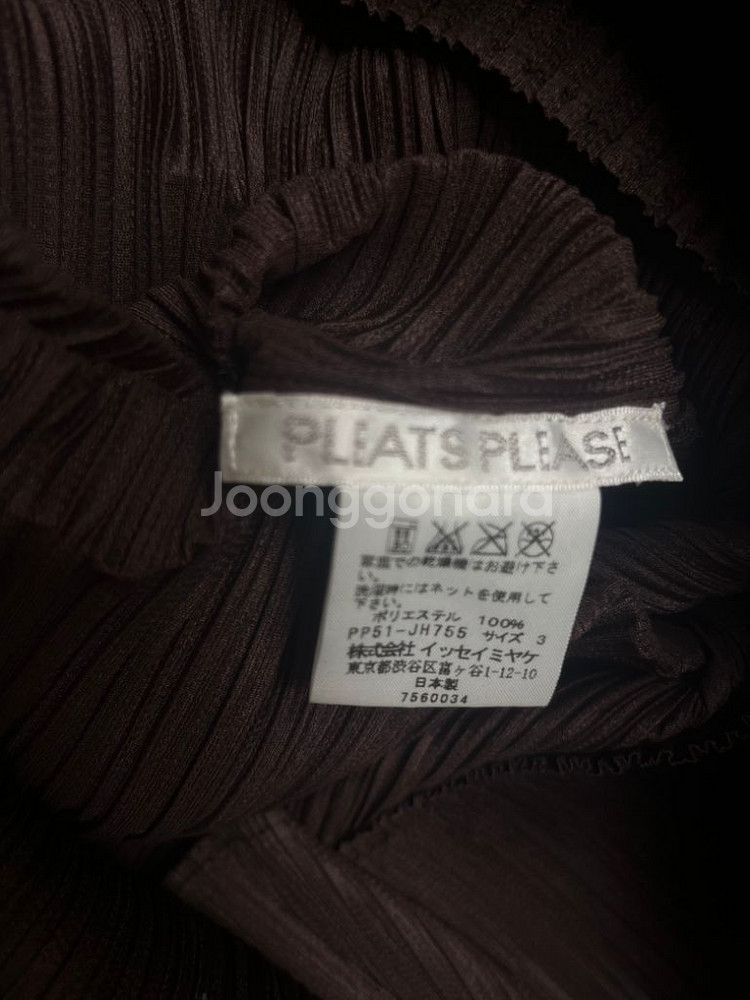 PLEATS PLEASE
Joonggonara
高温での乾燥機はお避け下さ
い。
洗濯時にはネットを使用して
下さい。
ポリエステル 100%
PP51-JH755 サイズ 3
株式会社 イッセイミヤケ
東京都渋谷区富ヶ谷1-12-10
日本製
7560034